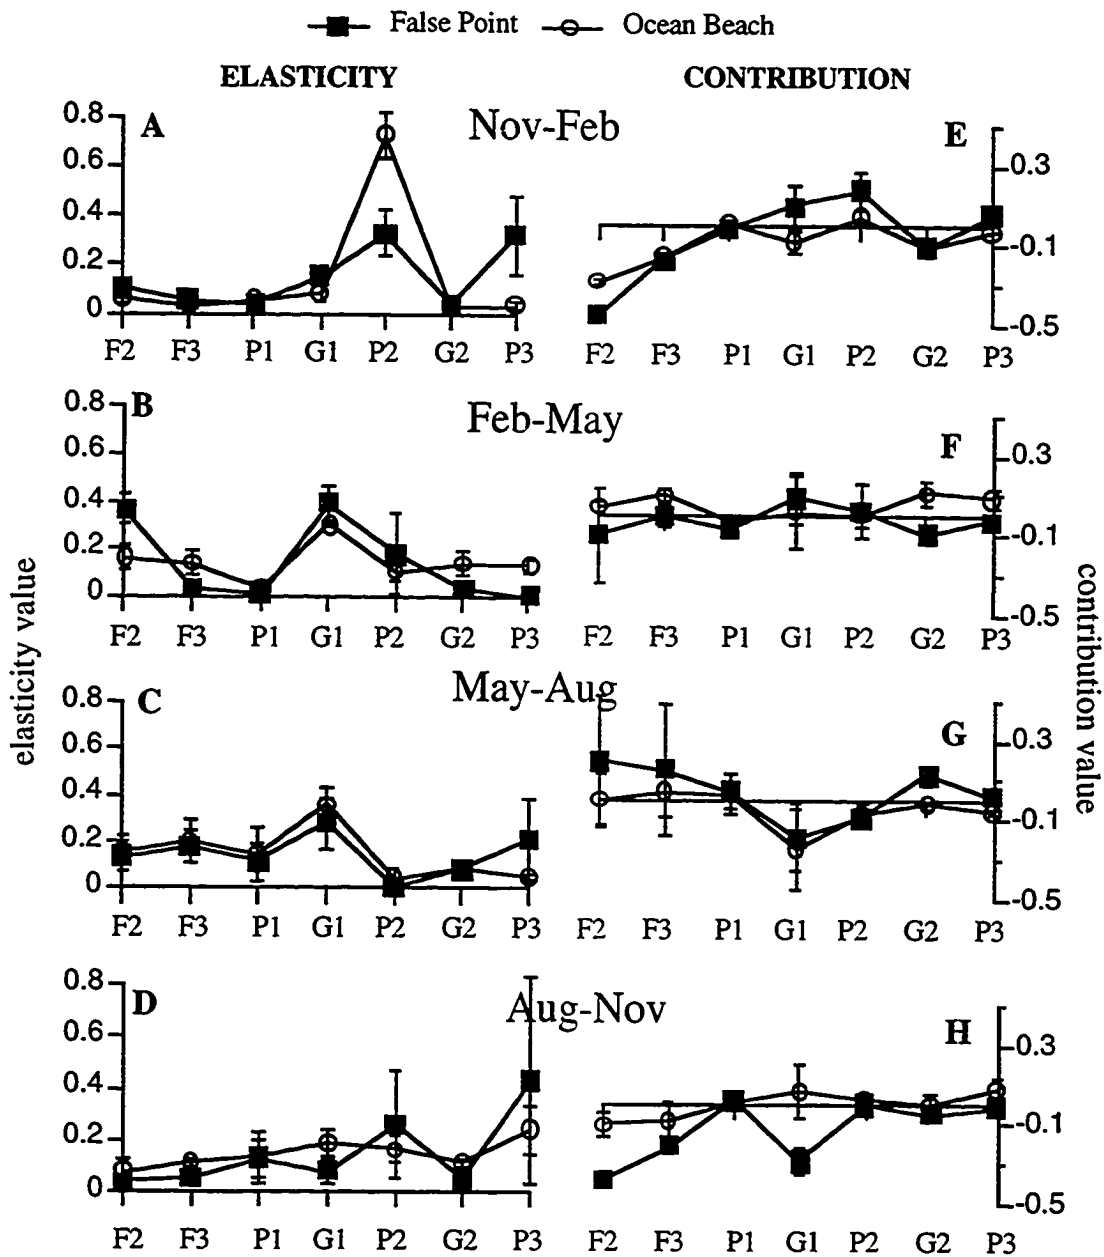 False Point Ocean Beach
ELASTICITY CONTRIBUTION
Nov-Feb
A
0.8
0.6
0.4
0.2
0
F2 F3 P1 G1 P2 G2 P3
E
0.3
-0.1
-0.5
F2 F3 P1 G1 P2 G2 P3
Feb-May
B
0.8
0.6
0.4
0.2
0
F2 F3 P1 G1 P2 G2 P3
F
0.3
-0.1
-0.5
F2 F3 P1 G1 P2 G2 P3
elasticity value
contribution value
May-Aug
C
0.8
0.6
0.4
0.2
0
F2 F3 P1 G1 P2 G2 P3
G
0.3
-0.1
-0.5
F2 F3 P1 G1 P2 G2 P3
Aug-Nov
D
0.8
0.6
0.4
0.2
0
F2 F3 P1 G1 P2 G2 P3
H
0.3
-0.1
-0.5
F2 F3 P1 G1 P2 G2 P3